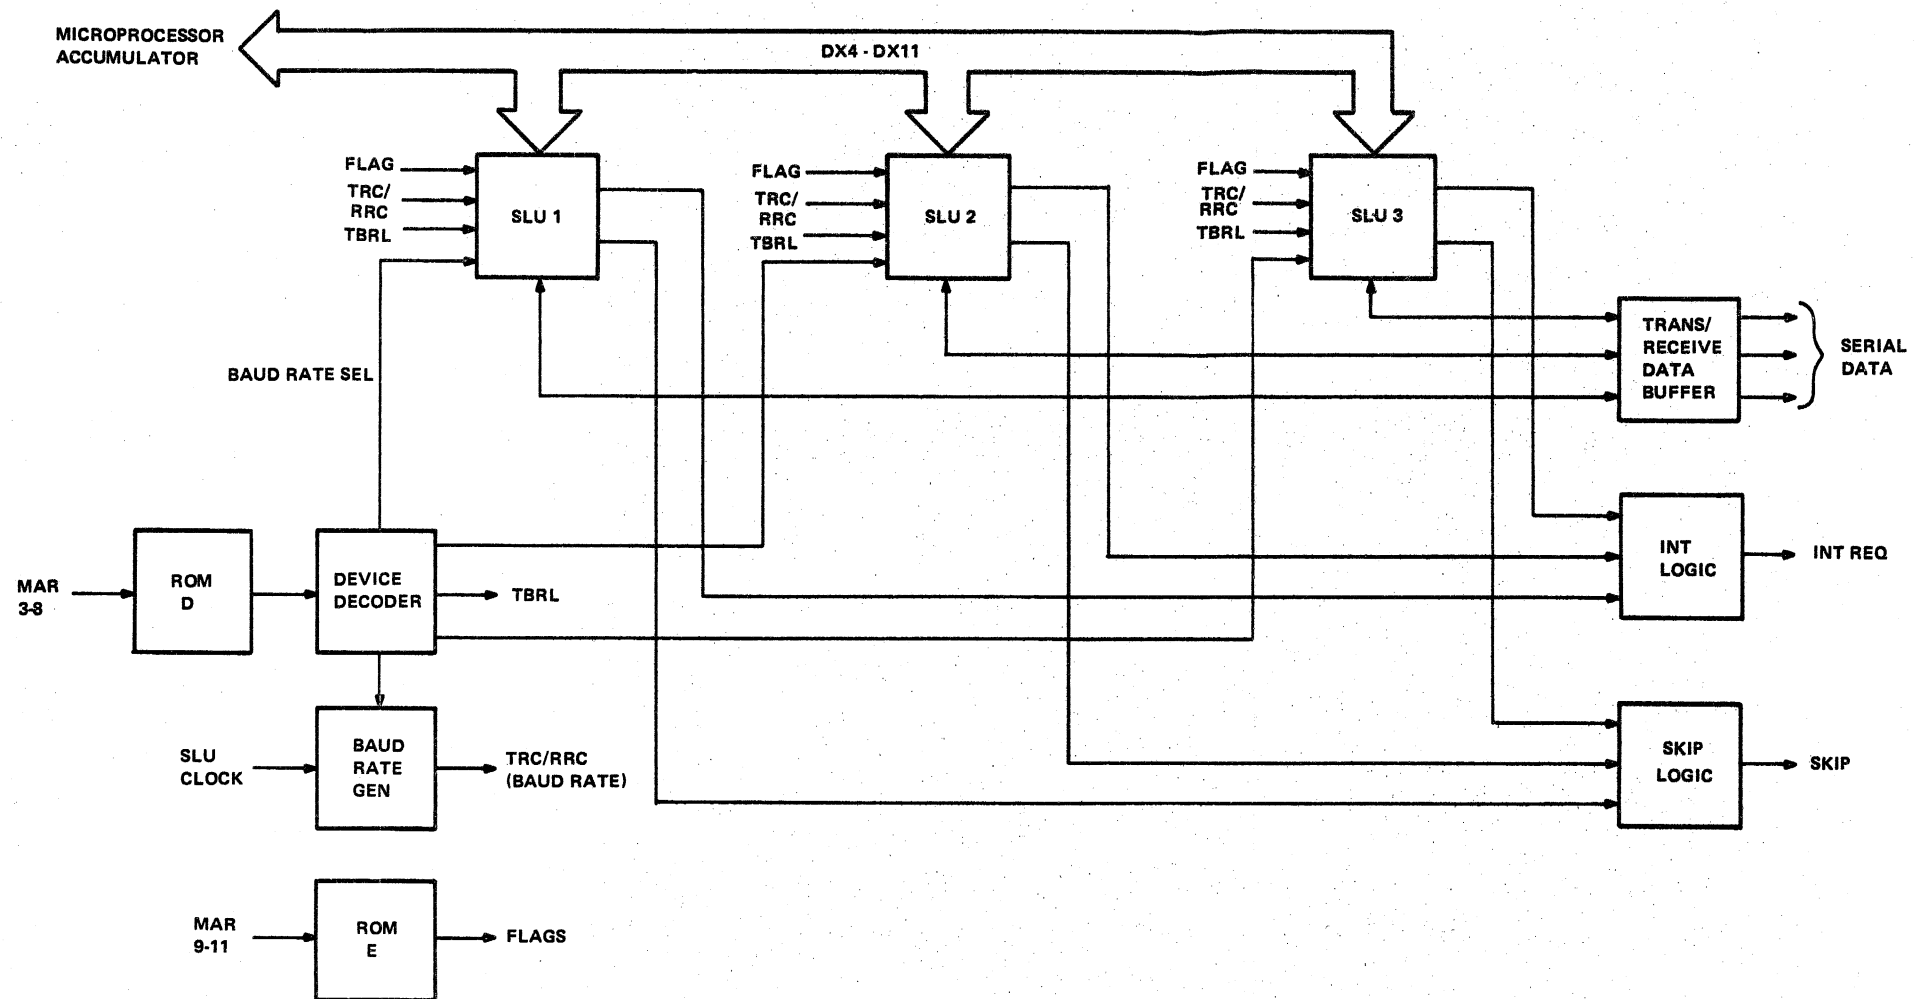 MICROPROCESSOR
ACCUMULATOR
DX4 - DX11
FLAG
TRC/
RRC
TBRL
SLU 1
FLAG
TRC/
RRC
TBRL
SLU 2
FLAG
TRC/
RRC
TBRL
SLU 3
TRANS/
RECEIVE
DATA
BUFFER
SERIAL
DATA
BAUD RATE SEL
MAR
3-8
ROM
D
DEVICE
DECODER
TBRL
INT
LOGIC
INT REQ
SLU
CLOCK
BAUD
RATE
GEN
TRC/RRC
(BAUD RATE)
SKIP
LOGIC
SKIP
MAR
9-11
ROM
E
FLAGS